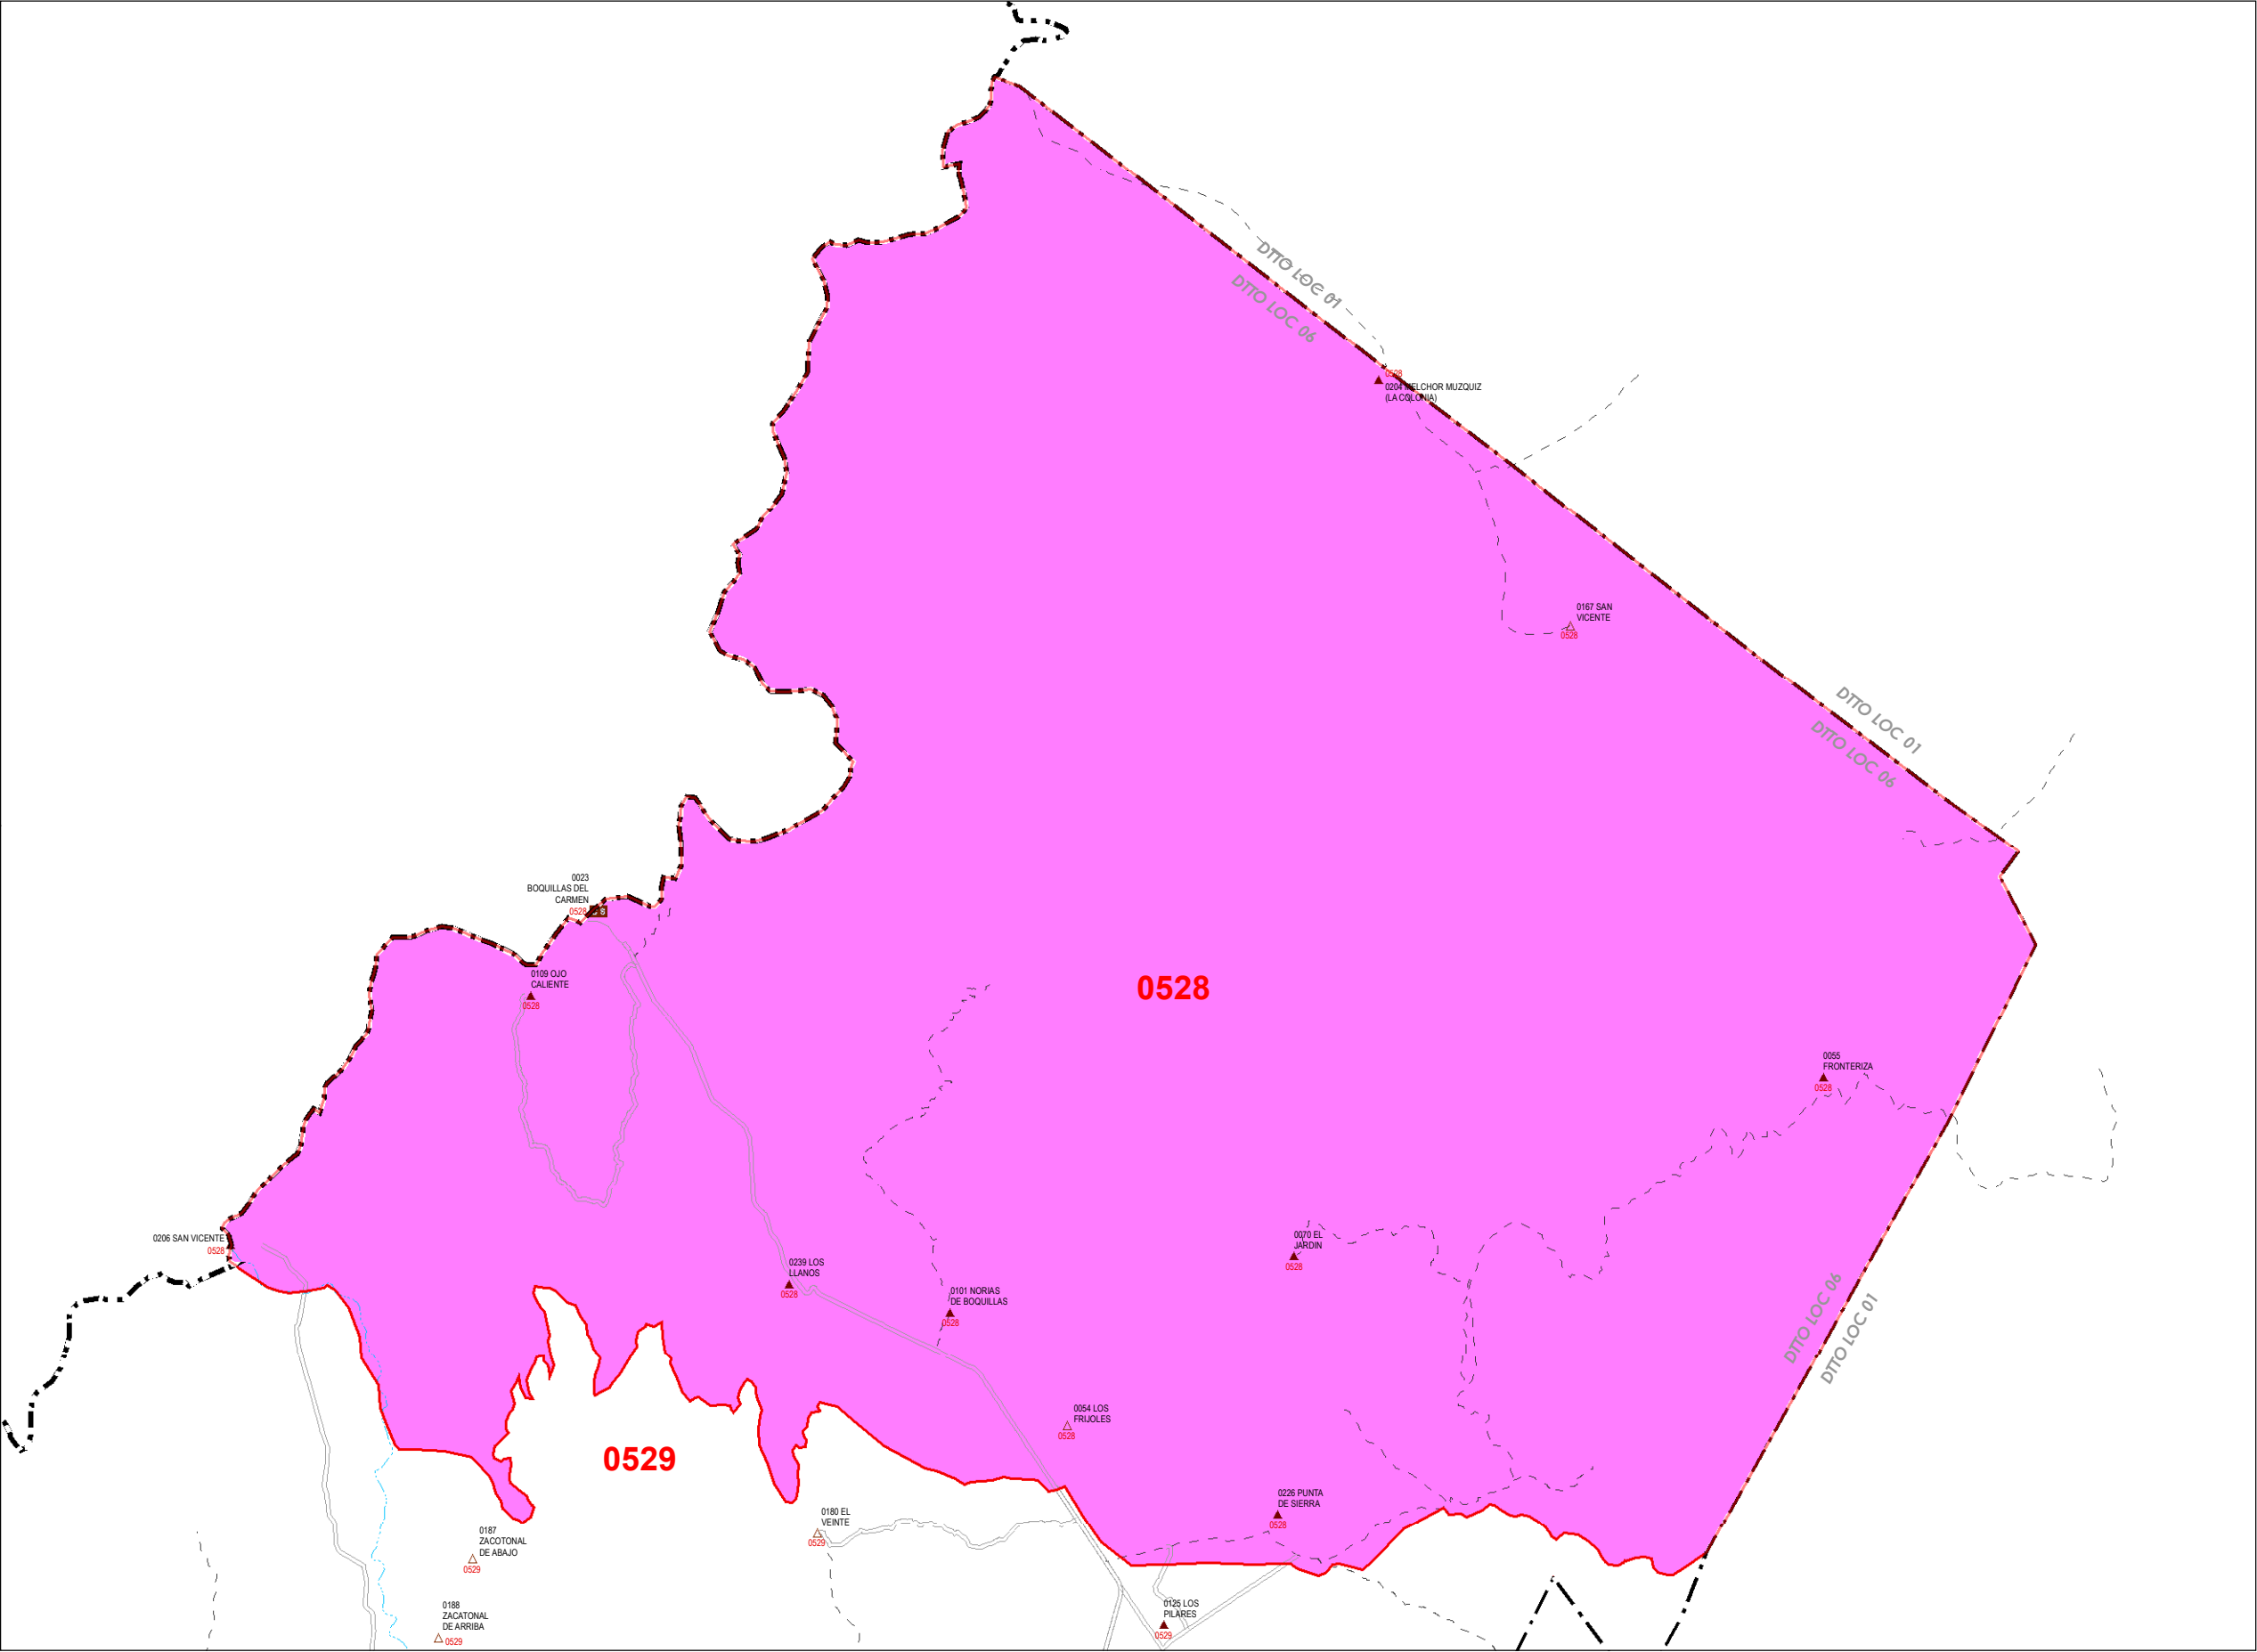 DTTO LOC 01
DTTO LOC 06
0528
0204 MELCHOR MUZQUIZ
(LA COLONIA)
0167 SAN
VICENTE
0528
DTTO LOC 01
DTTO LOC 06
0023
BOQUILLAS DEL
CARMEN
0528
0109 OJO
CALIENTE
0528
0528
0055
FRONTERIZA
0528
0206 SAN VICENTE
0528
0070 EL
JARDIN
0528
0239 LOS
LLANOS
0528
0101 NORIAS
DE BOQUILLAS
0528
DTTO LOC 06
DTTO LOC 01
0054 LOS
FRIJOLES
0528
0529
0226 PUNTA
DE SIERRA
0528
0180 EL
VEINTE
0529
0187
ZACOTONAL
DE ABAJO
0529
0188
ZACATONAL
DE ARRIBA
0529
0125 LOS
PILARES
0529